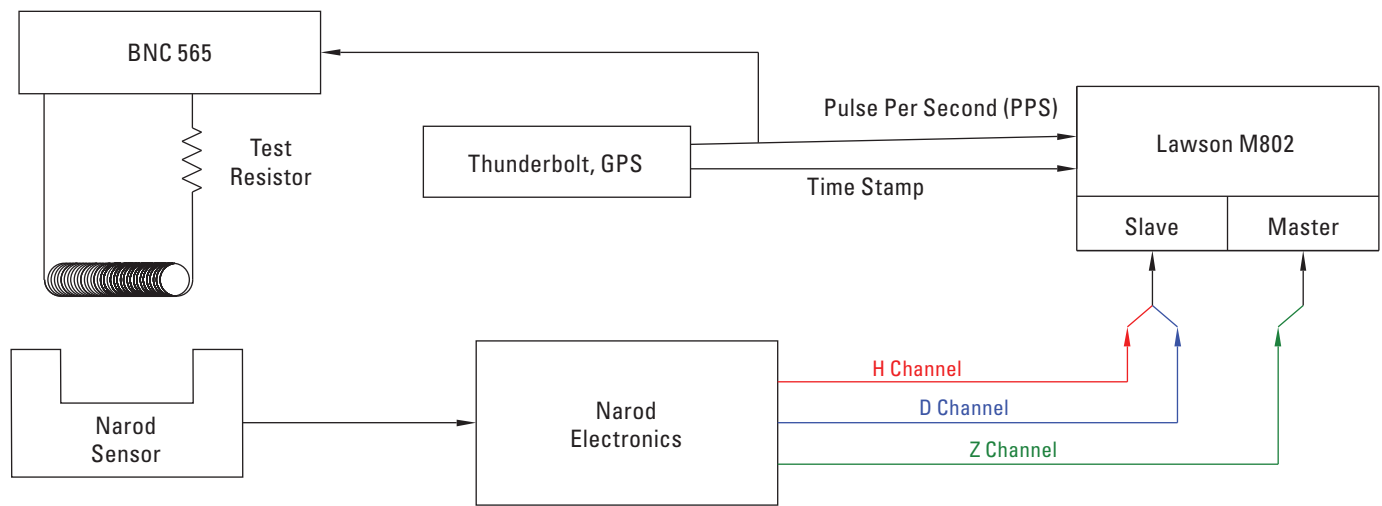 BNC 565
Test
Resistor
Thunderbolt, GPS
Pulse Per Second (PPS)
Time Stamp
Lawson M802
Slave
Master
Narod
Sensor
Narod
Electronics
H Channel
D Channel
Z Channel